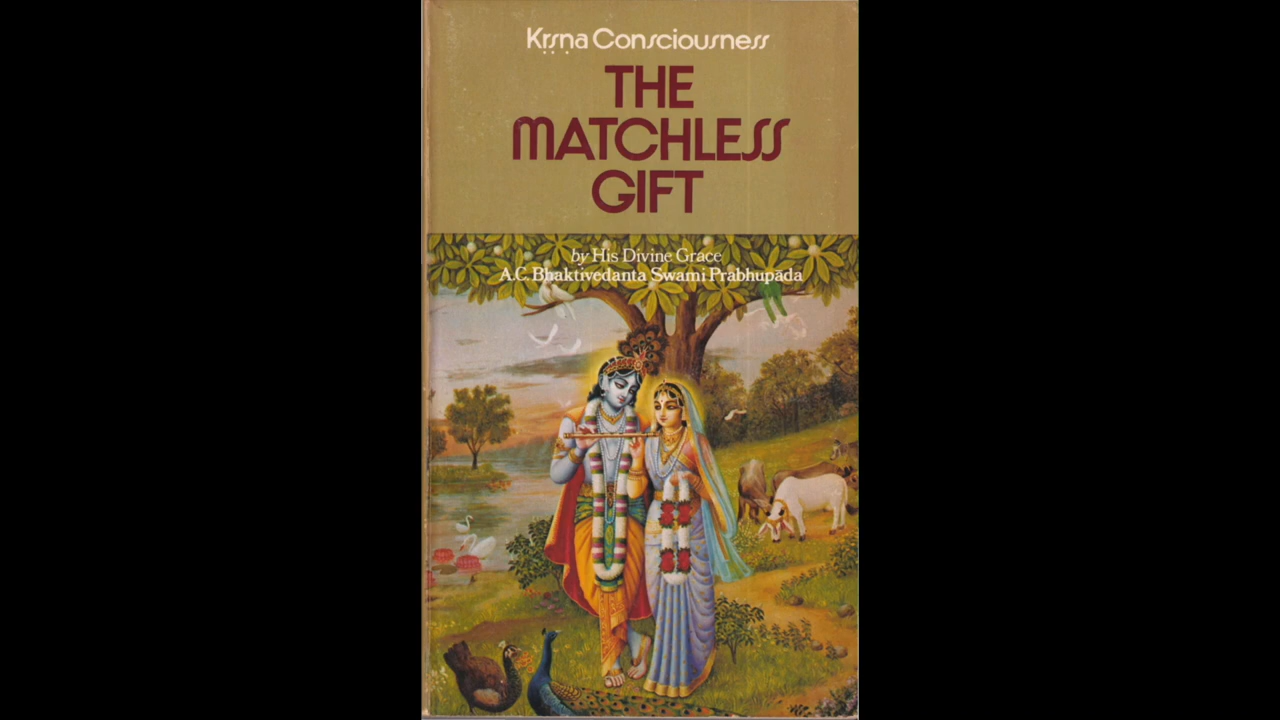 Kṛṣṇa Consciousness
THE
MATCHLESS
GIFT
by His Divine Grace
A.C. Bhaktivedanta Swami Prabhupāda